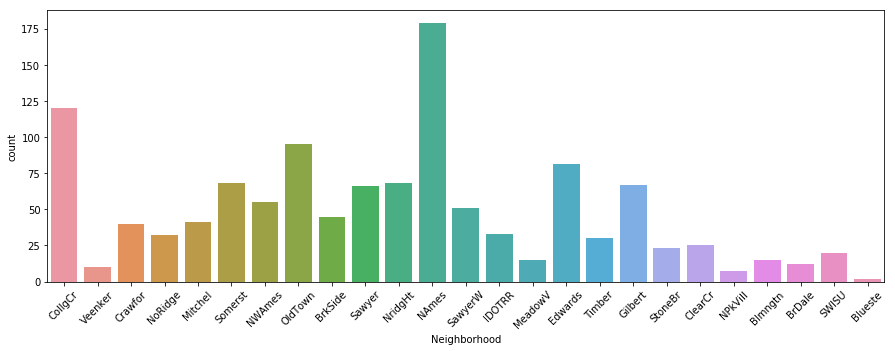 175
150
125
100
75
50
25
0
count
CollgCr
Veenker
Crawfor
NoRidge
Mitchel
Somerst
NWAmes
OldTown
BrkSide
Sawyer
NridgHt
NAmes
SawyerW
IDOTRR
MeadowV
Edwards
Timber
Gilbert
StoneBr
ClearCr
NPkVill
Blmngtn
BrDale
SWISU
Blueste
Neighborhood